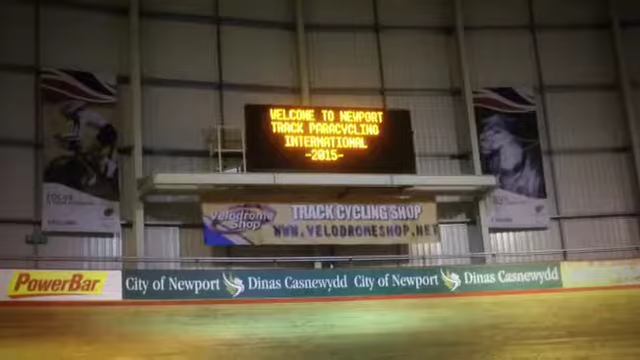 WELCOME TO NEWPORT
TRACK PARACYCLING
INTERNATIONAL
-2015-
Velodrome
Shop
TRACK CYCLING SHOP
WWW.VELODROMESHOP.NET
FOCUS
PowerBar
City of Newport Dinas Casnewydd City of Newport Dinas Casnewydd